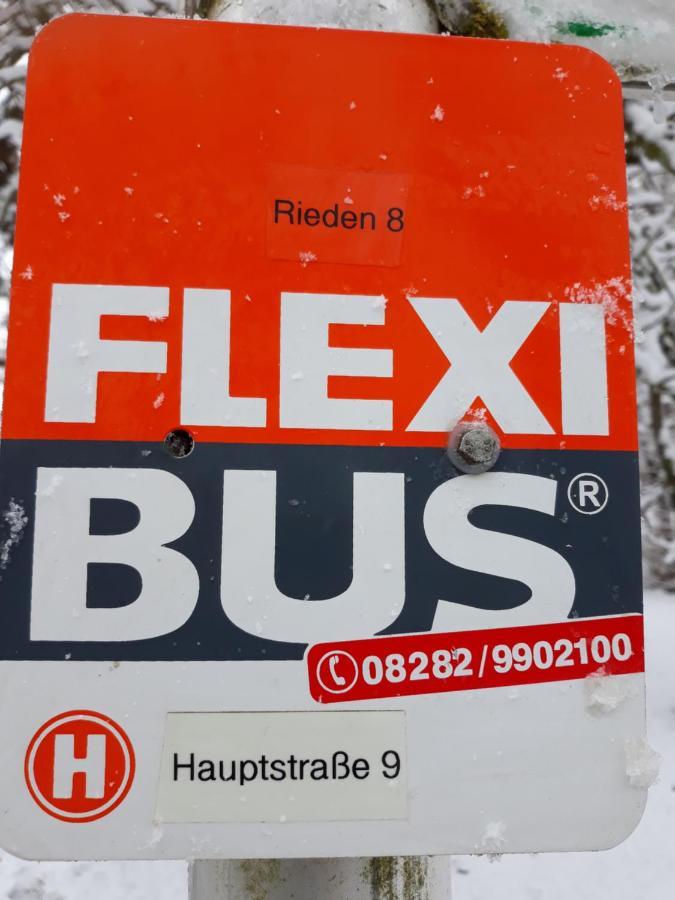 Rieden 8
FLEXI
BUS®
08282/9902100
H
Hauptstraße 9